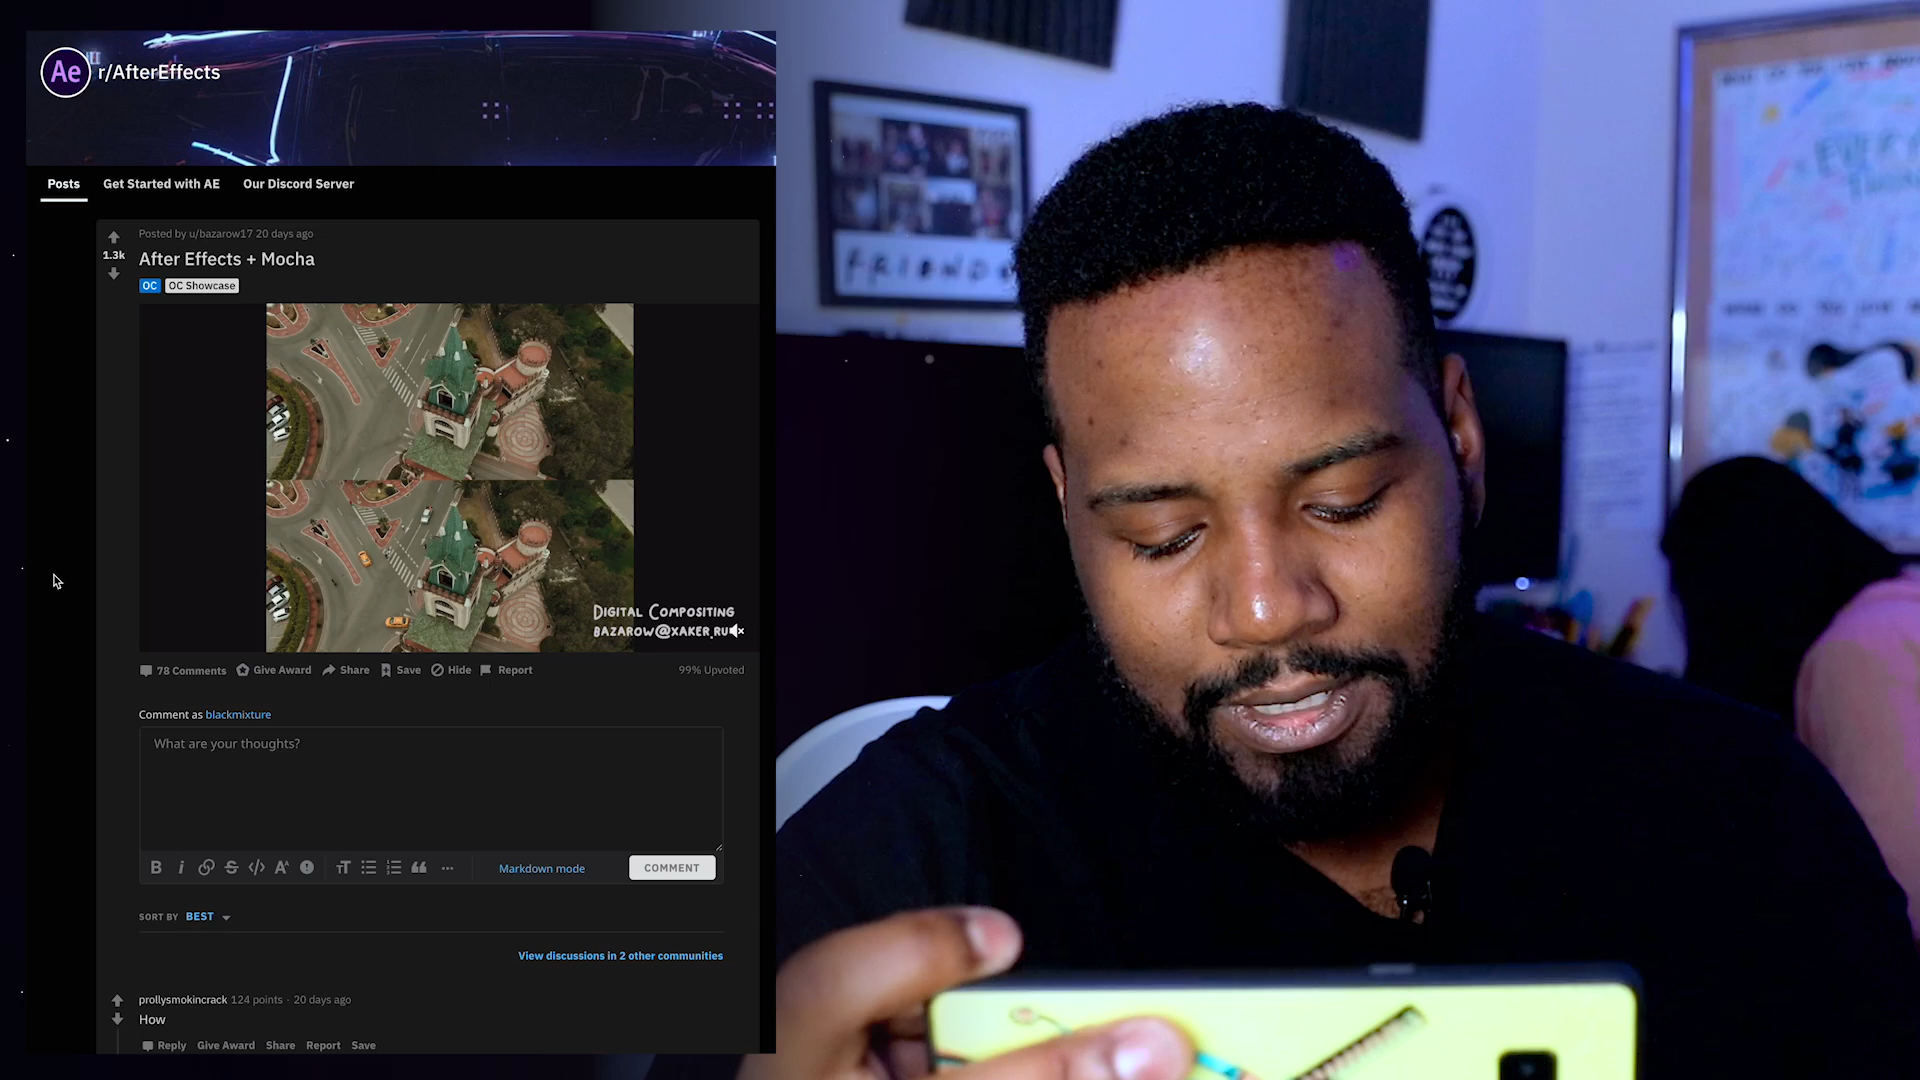 Ae r/AfterEffects
Posts Get Started with AE Our Discord Server
Posted by u/bazarow17 20 days ago
1.3k
After Effects + Mocha
OC OC Showcase
DIGITAL COMPOSITING
BAZAROW@XAKER.RU
78 Comments Give Award Share Save Hide Report 99% Upvoted
Comment as blackmixture
What are your thoughts?
Markdown mode COMMENT
SORT BY BEST
View discussions in 2 other communities
prollysmokincrack 124 points · 20 days ago
How
Reply Give Award Share Report Save
FRIENDS